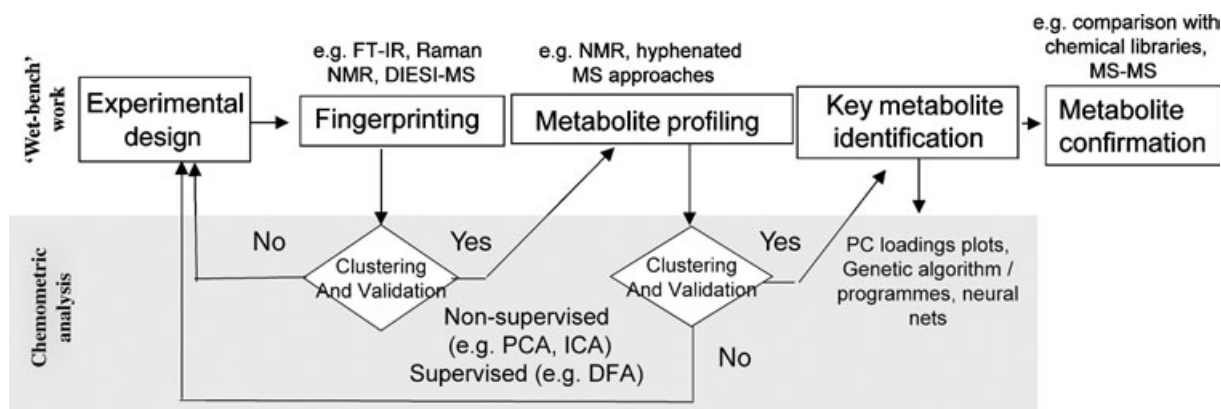 'Wet-bench'
work
Experimental
design
e.g. FT-IR, Raman
NMR, DIESI-MS
Fingerprinting
e.g. NMR, hyphenated
MS approaches
Metabolite profiling
Key metabolite
identification
e.g. comparison with
chemical libraries,
MS-MS
Metabolite
confirmation
Chemometric
analysis
No
Clustering
And Validation
Yes
Non-supervised
(e.g. PCA, ICA)
Supervised (e.g. DFA)
Clustering
And Validation
Yes
No
PC loadings plots,
Genetic algorithm /
programmes, neural
nets